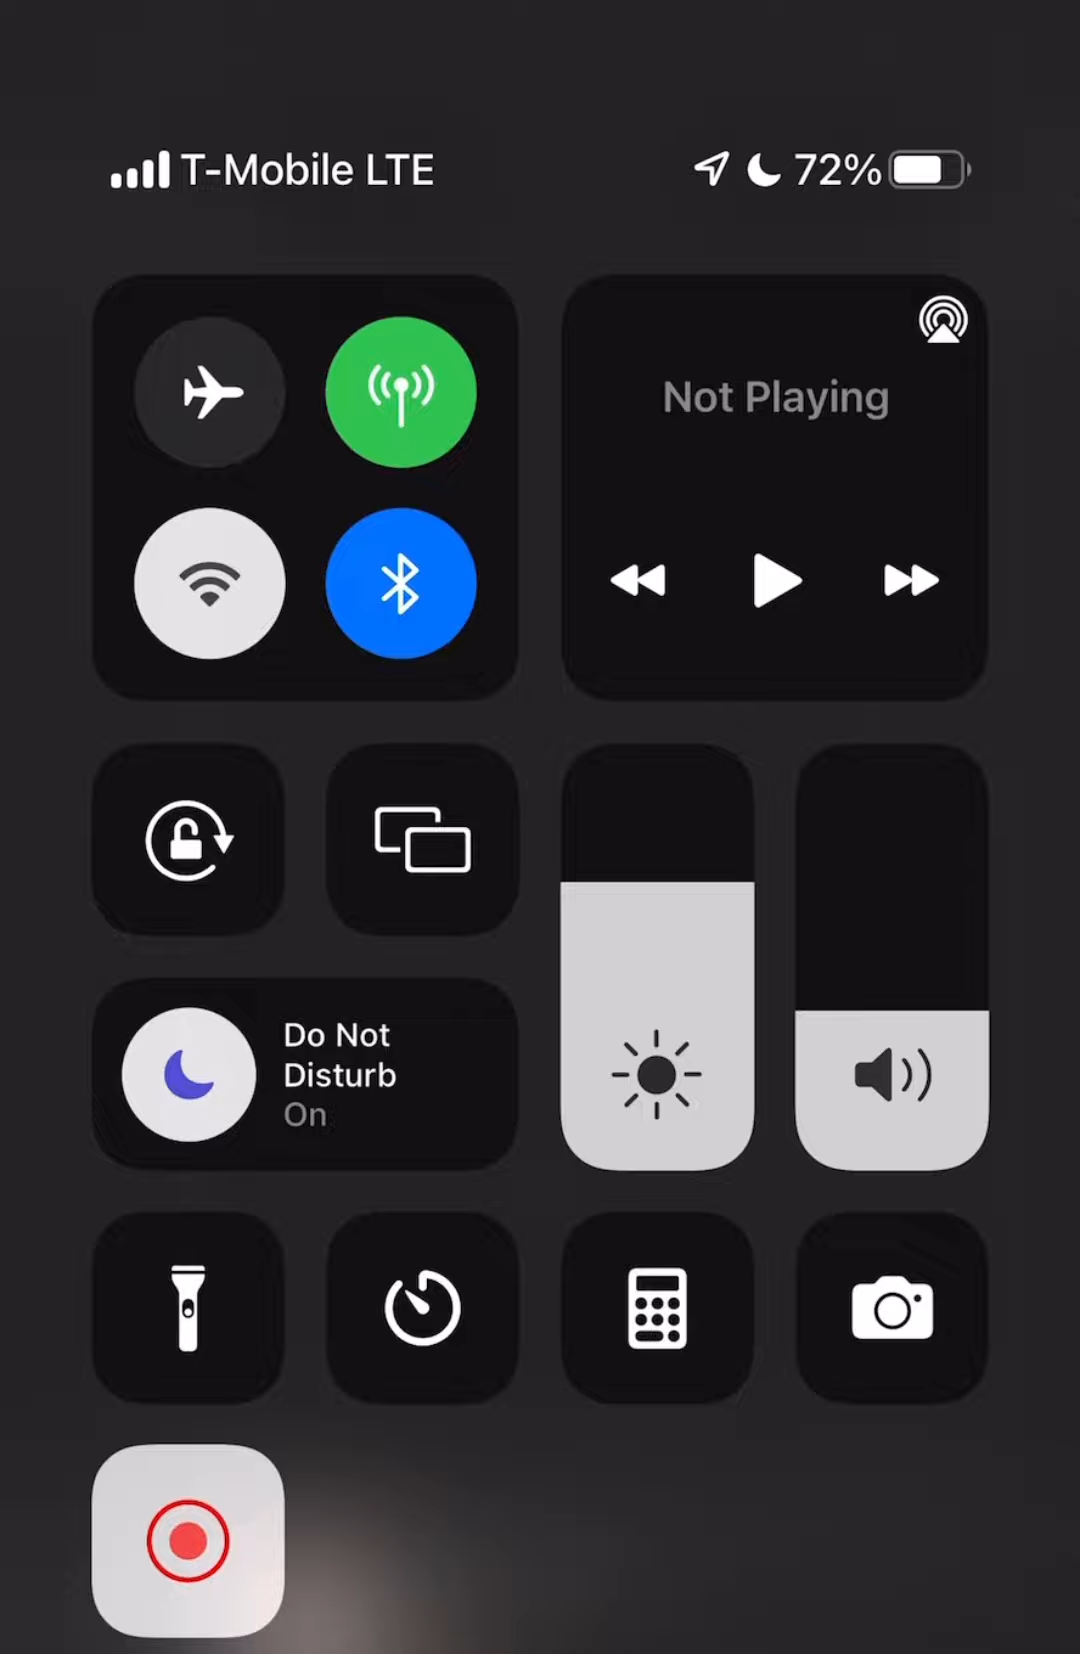 T-Mobile LTE
72%
Not Playing
Do Not
Disturb
On